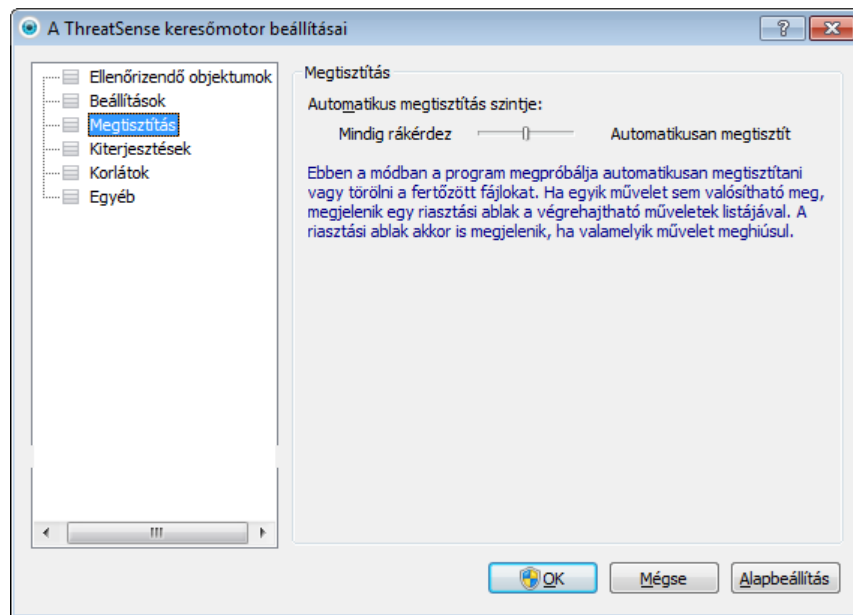 A ThreatSense keresőmotor beállításai
Ellenőrizendő objektumok
Beállítások
Megtisztítás
Kiterjesztések
Korlátok
Egyéb
Megtisztítás
Automatikus megtisztítás szintje:
Mindig rákérdez Automatikusan megtisztít
Ebben a módban a program megpróbálja automatikusan megtisztítani
vagy törölni a fertőzött fájlokat. Ha egyik művelet sem valósítható meg,
megjelenik egy riasztási ablak a végrehajtható műveletek listájával. A
riasztási ablak akkor is megjelenik, ha valamelyik művelet meghiúsul.
OK Mégse Alapbeállítás